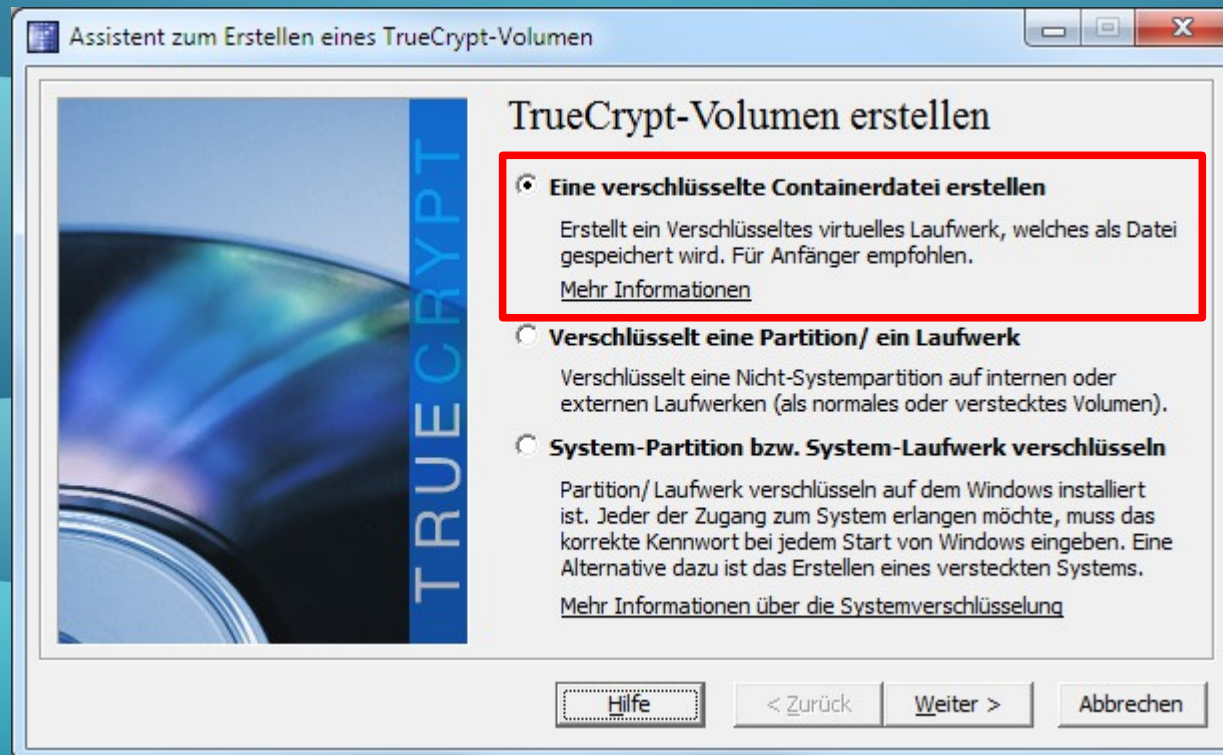 Assistent zum Erstellen eines TrueCrypt-Volumen
TRUECRYPT
TrueCrypt-Volumen erstellen
Eine verschlüsselte Containerdatei erstellen
Erstellt ein Verschlüsseltes virtuelles Laufwerk, welches als Datei
gespeichert wird. Für Anfänger empfohlen.
Mehr Informationen
Verschlüsselt eine Partition/ ein Laufwerk
Verschlüsselt eine Nicht-Systempartition auf internen oder
externen Laufwerken (als normales oder verstecktes Volumen).
System-Partition bzw. System-Laufwerk verschlüsseln
Partition/ Laufwerk verschlüsseln auf dem Windows installiert
ist. Jeder der Zugang zum System erlangen möchte, muss das
korrekte Kennwort bei jedem Start von Windows eingeben. Eine
Alternative dazu ist das Erstellen eines versteckten Systems.
Mehr Informationen über die Systemverschlüsselung
Hilfe < Zurück Weiter > Abbrechen